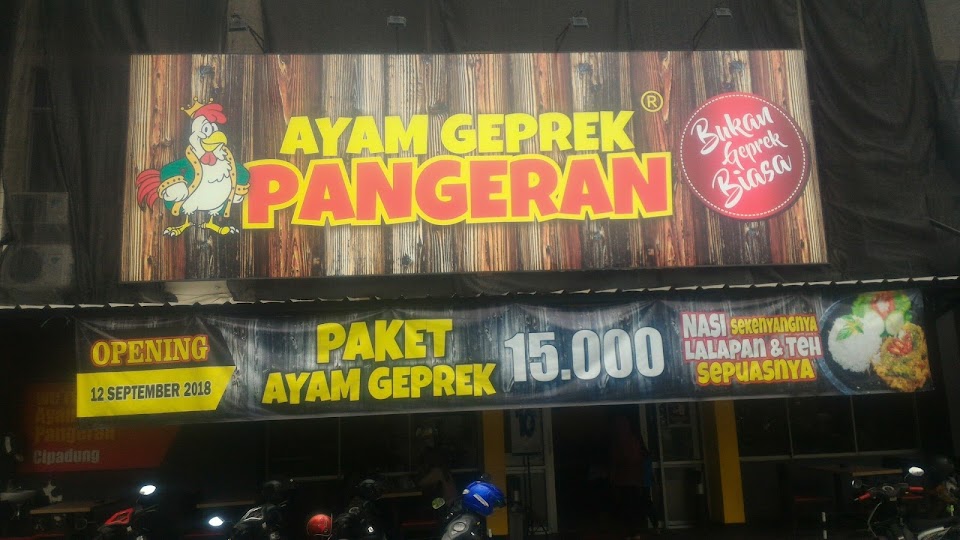 AYAM GEPREK ®
PANGERAN
Bukan
Geprek
Biasa
OPENING
12 SEPTEMBER 2018
PAKET
AYAM GEPREK
15.000
NASI SEKENYANGNYA
LALAPAN & TEH
SEPUASNYA
Pangeran
Cipadung